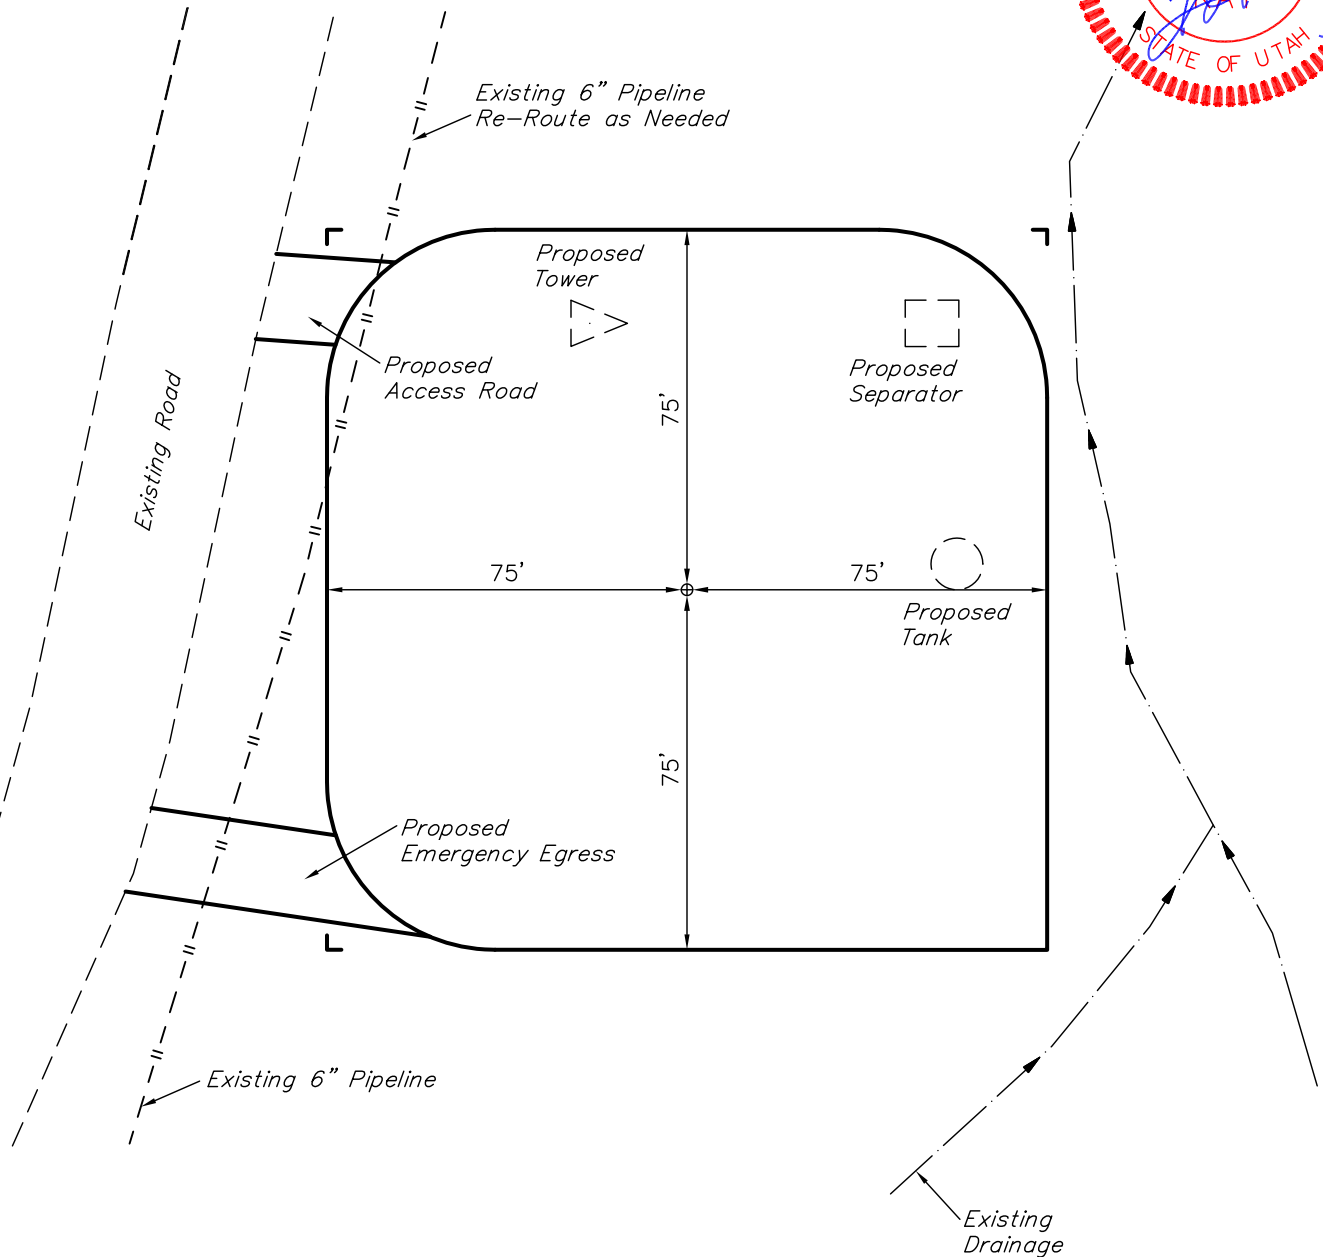 STATE OF UTAH
Existing 6” Pipeline
Re-Route as Needed
Proposed
Tower
Proposed
Access Road
Proposed
Separator
75'
Existing Road
75'
75'
Proposed
Tank
75'
Proposed
Emergency Egress
Existing 6” Pipeline
Existing
Drainage